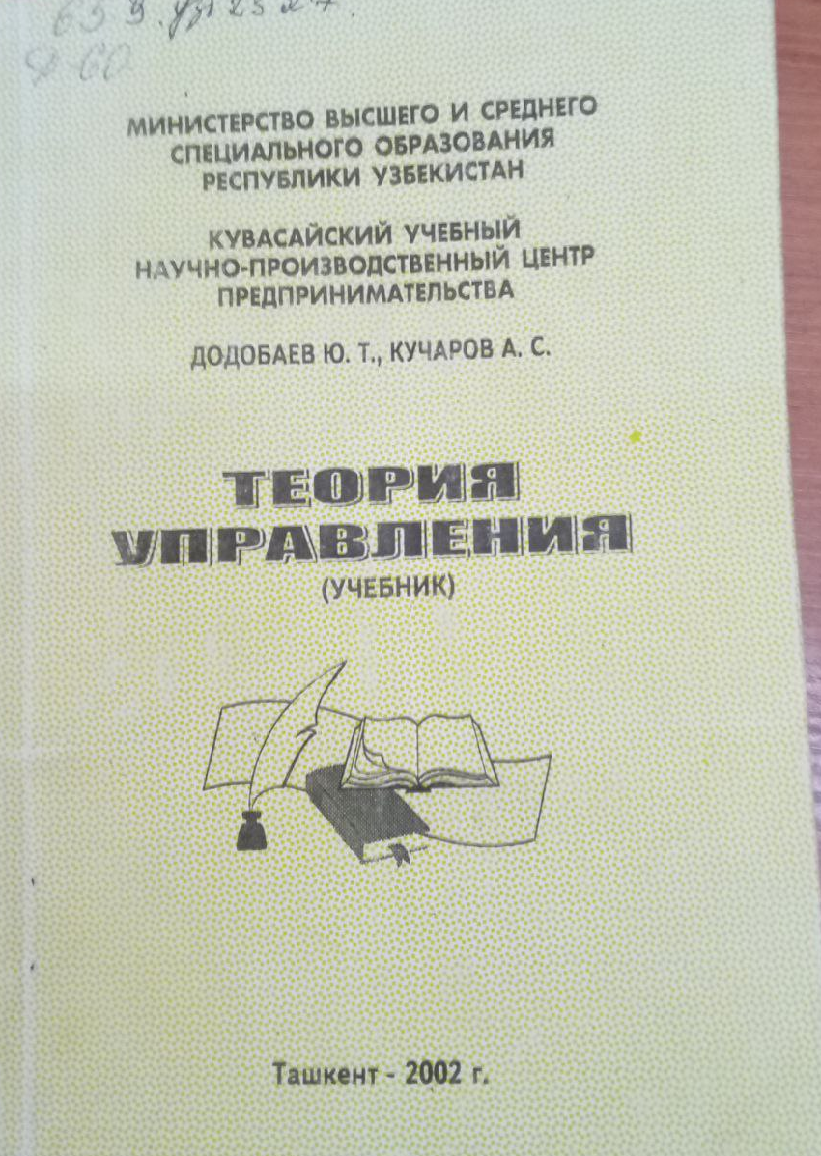 МИНИСТЕРСТВО ВЫСШЕГО И СРЕДНЕГО
СПЕЦИАЛЬНОГО ОБРАЗОВАНИЯ
РЕСПУБЛИКИ УЗБЕКИСТАН
КУВАСАЙСКИЙ УЧЕБНЫЙ
НАУЧНО-ПРОИЗВОДСТВЕННЫЙ ЦЕНТР
ПРЕДПРИНИМАТЕЛЬСТВА
ДОДОБАЕВ Ю. Т., КУЧАРОВ А. С.
ТЕОРИЯ
УПРАВЛЕНИЯ
(УЧЕБНИК)
Ташкент - 2002 г.